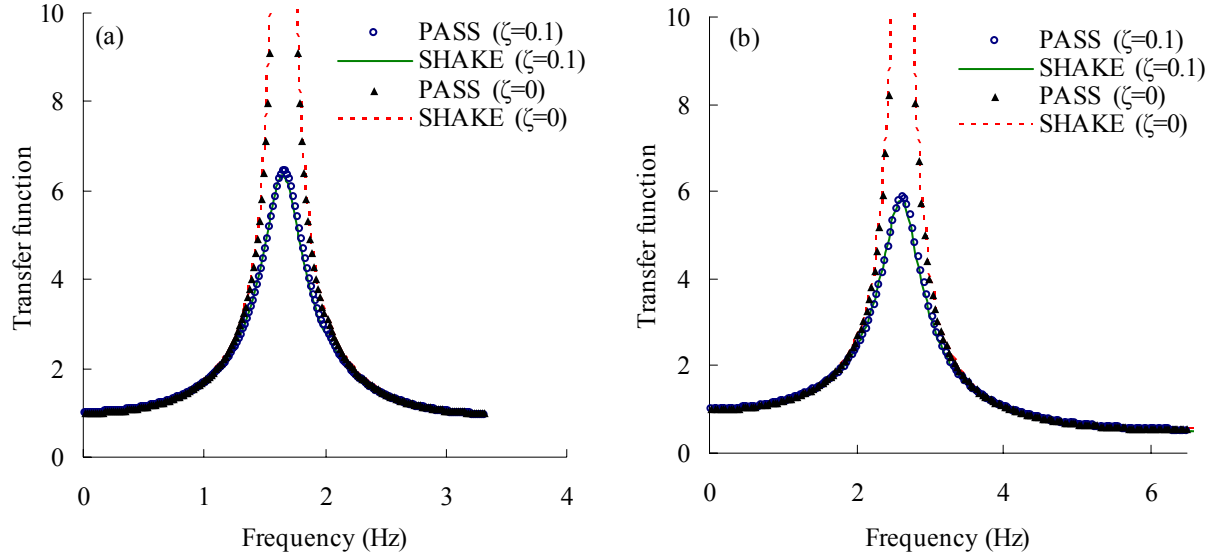 (a)
PASS (ζ=0.1)
SHAKE (ζ=0.1)
PASS (ζ=0)
SHAKE (ζ=0)
Transfer function
10
8
6
4
2
0
0 1 2 3 4
Frequency (Hz)
(b)
PASS (ζ=0.1)
SHAKE (ζ=0.1)
PASS (ζ=0)
SHAKE (ζ=0)
Transfer function
10
8
6
4
2
0
0 2 4 6
Frequency (Hz)